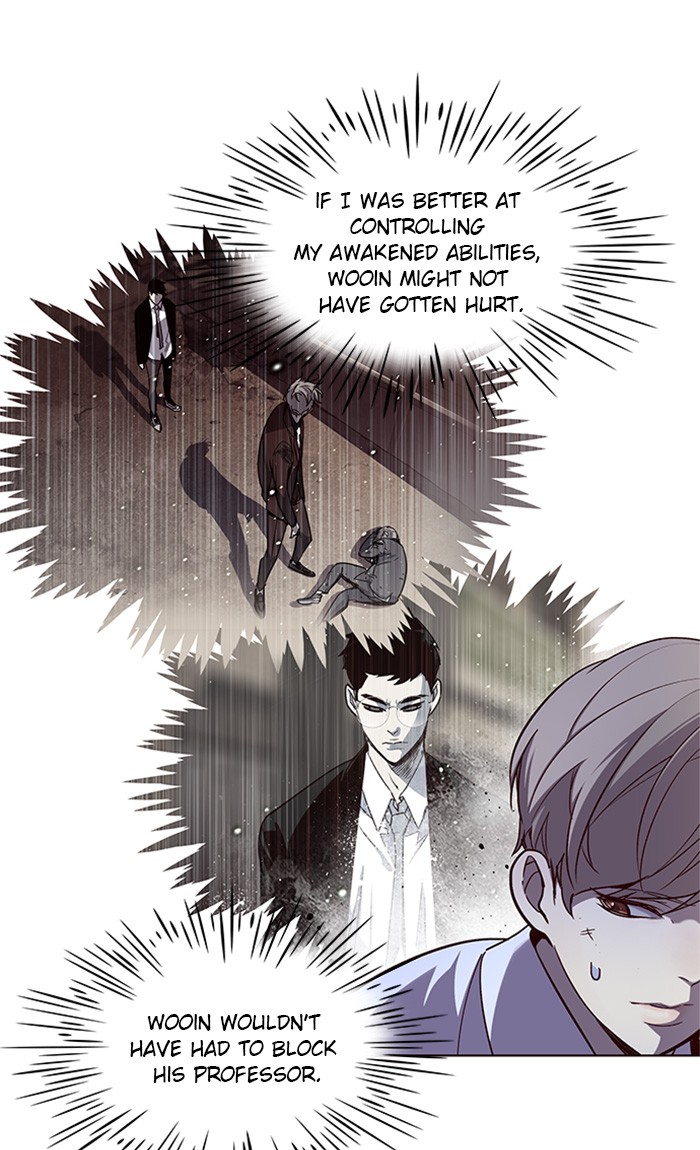 IF I WAS BETTER AT
CONTROLLING
MY AWAKENED ABILITIES,
WOOIN MIGHT NOT
HAVE GOTTEN HURT.
WOOIN WOULDN'T
HAVE HAD TO BLOCK
HIS PROFESSOR.